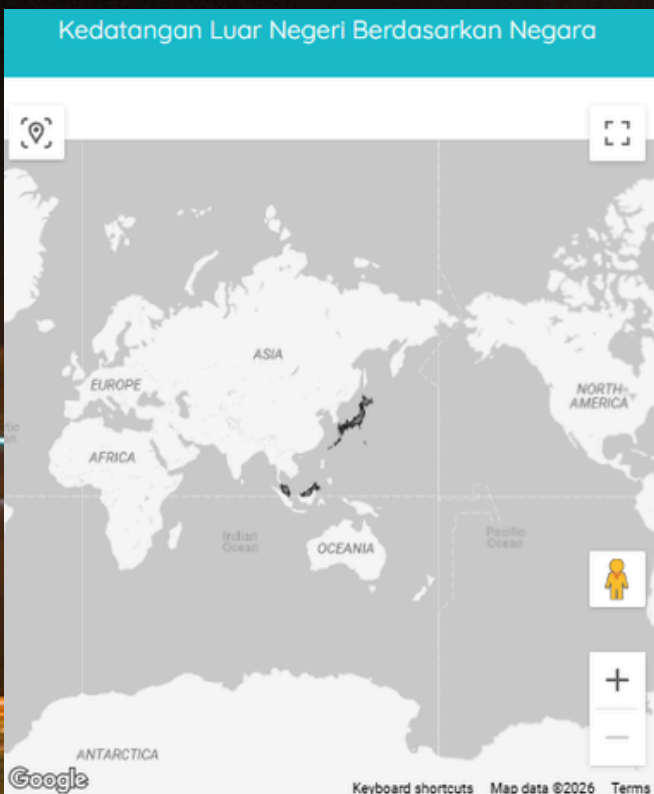 Kedatangan Luar Negeri Berdasarkan Negara
ASIA
EUROPE
NORTH
AMERICA
AFRICA
Indian
Ocean
OCEANIA
Pacific
Ocean
ANTARCTICA
Google
Keyboard shortcuts Map data ©2026 Terms